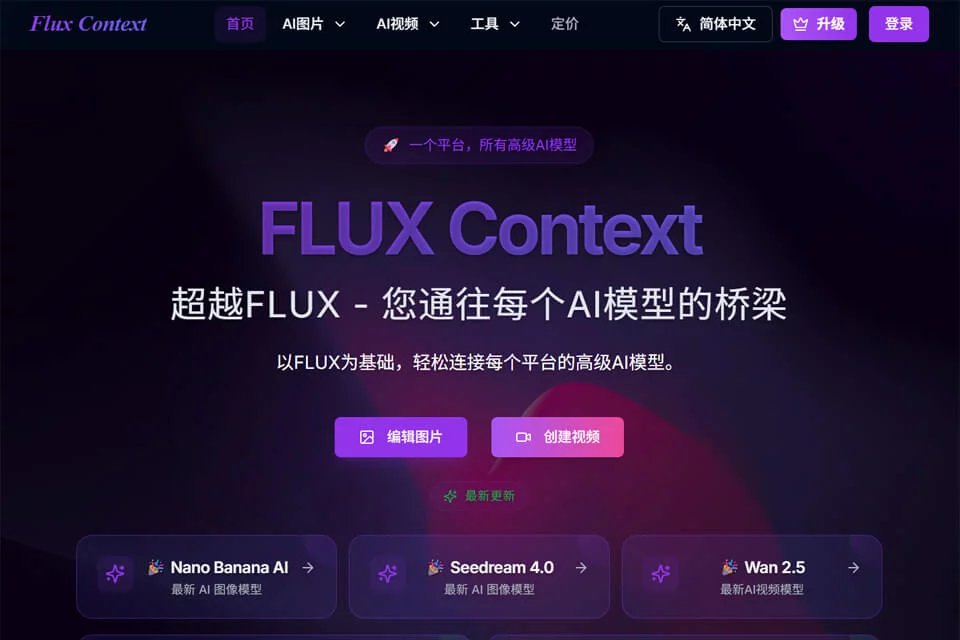 Flux Context
首页
AI图片
AI视频
工具
定价
简体中文
升级
登录
🚀 一个平台，所有高级AI模型
FLUX Context
超越FLUX - 您通往每个AI模型的桥梁
以FLUX为基础，轻松连接每个平台的高级AI模型。
编辑图片
创建视频
最新更新
🎉 Nano Banana AI
最新 AI 图像模型
🎉 Seedream 4.0
最新 AI 图像模型
🎉 Wan 2.5
最新AI视频模型